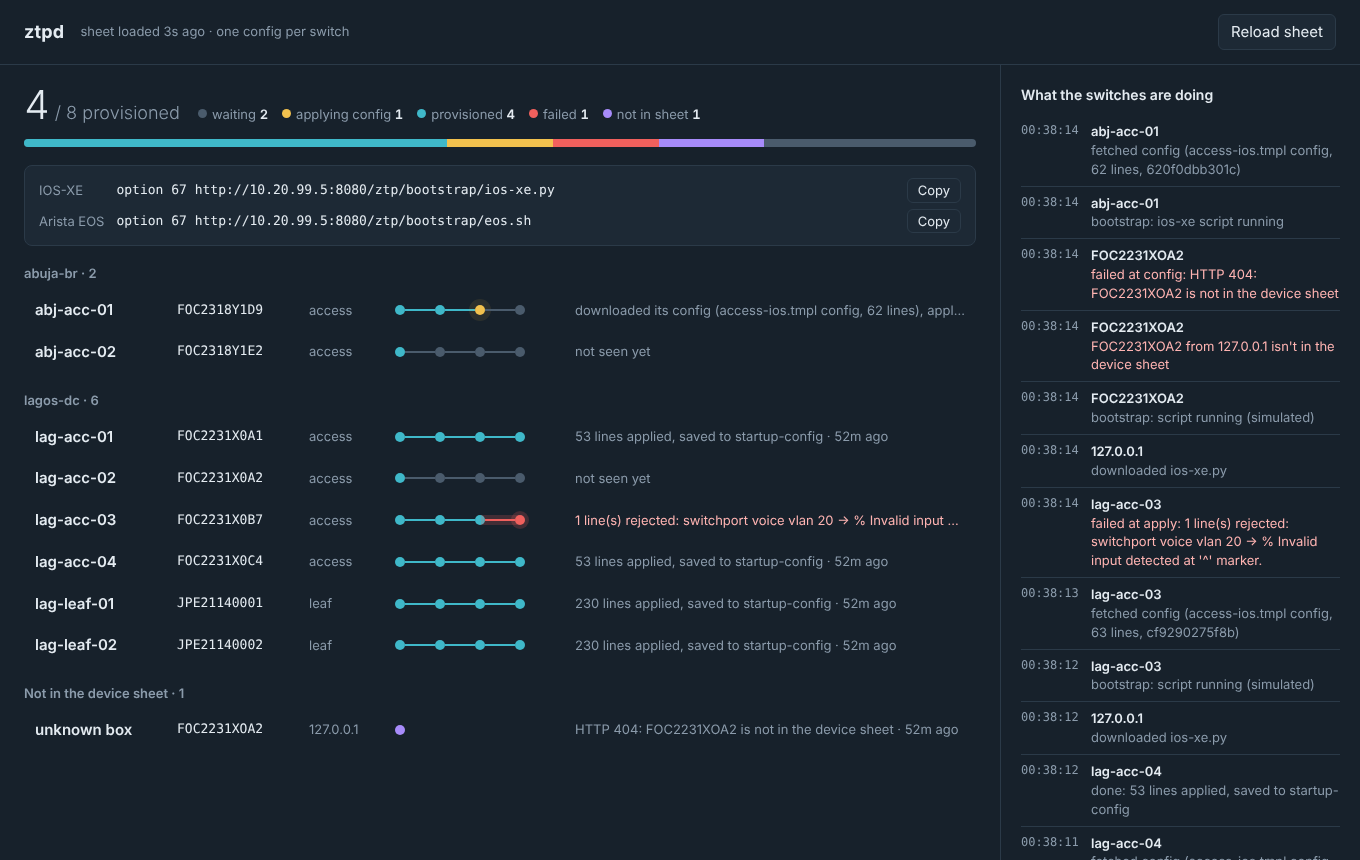 ztpd sheet loaded 3s ago · one config per switch Reload sheet
4 / 8 provisioned waiting 2 applying config 1 provisioned 4 failed 1 not in sheet 1
IOS-XE option 67 http://10.20.99.5:8080/ztp/bootstrap/ios-xe.py Copy
Arista EOS option 67 http://10.20.99.5:8080/ztp/bootstrap/eos.sh Copy
abuja-br · 2
abj-acc-01 FOC2318Y1D9 access downloaded its config (access-ios.tmpl config, 62 lines), appl...
abj-acc-02 FOC2318Y1E2 access not seen yet
lagos-dc · 6
lag-acc-01 FOC2231X0A1 access 53 lines applied, saved to startup-config · 52m ago
lag-acc-02 FOC2231X0A2 access not seen yet
lag-acc-03 FOC2231X0B7 access 1 line(s) rejected: switchport voice vlan 20 → % Invalid input ...
lag-acc-04 FOC2231X0C4 access 53 lines applied, saved to startup-config · 52m ago
lag-leaf-01 JPE21140001 leaf 230 lines applied, saved to startup-config · 52m ago
lag-leaf-02 JPE21140002 leaf 230 lines applied, saved to startup-config · 52m ago
Not in the device sheet · 1
unknown box FOC2231XOA2 127.0.0.1 HTTP 404: FOC2231XOA2 is not in the device sheet · 52m ago
What the switches are doing
00:38:14 abj-acc-01
fetched config (access-ios.tmpl config,
62 lines, 620f0dbb301c)
00:38:14 abj-acc-01
bootstrap: ios-xe script running
00:38:14 FOC2231XOA2
failed at config: HTTP 404:
FOC2231XOA2 is not in the device sheet
00:38:14 FOC2231XOA2
FOC2231XOA2 from 127.0.0.1 isn't in the
device sheet
00:38:14 FOC2231XOA2
bootstrap: script running (simulated)
00:38:14 127.0.0.1
downloaded ios-xe.py
00:38:14 lag-acc-03
failed at apply: 1 line(s) rejected:
switchport voice vlan 20 → % Invalid
input detected at '^' marker.
00:38:13 lag-acc-03
fetched config (access-ios.tmpl config,
63 lines, cf9290275f8b)
00:38:12 lag-acc-03
bootstrap: script running (simulated)
00:38:12 127.0.0.1
downloaded ios-xe.py
00:38:12 lag-acc-04
done: 53 lines applied, saved to startup-
config
00:38:11 lag-acc-04